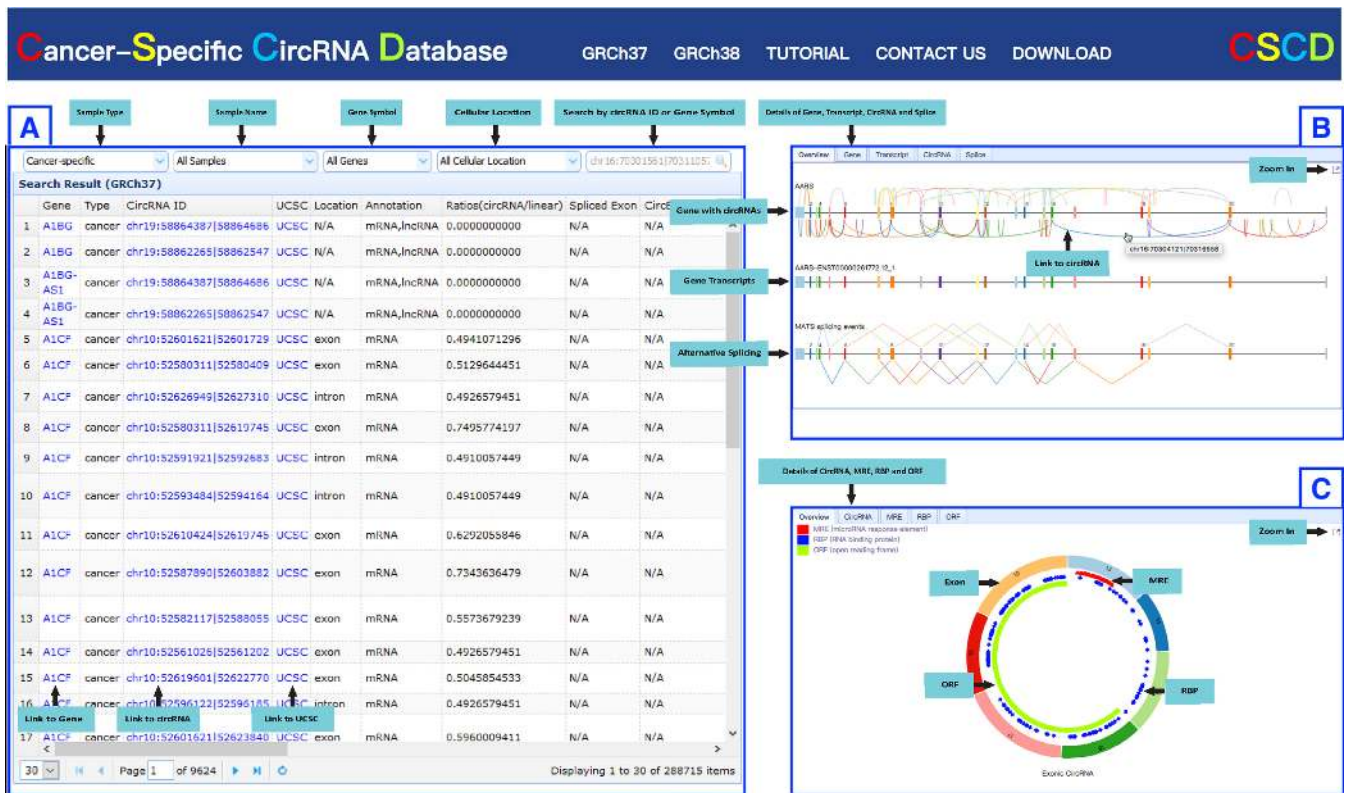 Cancer-Specific CircRNA Database GRCh37 GRCh38 TUTORIAL CONTACT US DOWNLOAD CSCD
A
Sample Type Sample Name Gene Symbol Cellular Location Search by circRNA ID or Gene Symbol
Cancer-specific All Samples All Genes All Cellular Location
Search Result (GRCh37)
Gene Type CircRNA ID UCSC Location Annotation Ratios(circRNA/linear) Spliced Exon
1 A1BG cancer chr19:58864387|58864686 UCSC N/A mRNA,lncRNA 0.0000000000 N/A N/A
2 A1BG cancer chr19:58862265|58862547 UCSC N/A mRNA,lncRNA 0.0000000000 N/A N/A
3 A1BG-AS1 cancer chr19:58864387|58864686 UCSC N/A mRNA,lncRNA 0.0000000000 N/A N/A
4 A1BG-AS1 cancer chr19:58862265|58862547 UCSC N/A mRNA,lncRNA 0.0000000000 N/A N/A
5 A1CF cancer chr10:52601621|52601729 UCSC exon mRNA 0.4941071296 N/A N/A
6 A1CF cancer chr10:52580311|52580409 UCSC exon mRNA 0.5129644451 N/A N/A
7 A1CF cancer chr10:52626949|52627310 UCSC intron mRNA 0.4926579451 N/A N/A
8 A1CF cancer chr10:52580311|52619745 UCSC exon mRNA 0.7495774197 N/A N/A
9 A1CF cancer chr10:52591921|52592683 UCSC intron mRNA 0.4910057449 N/A N/A
10 A1CF cancer chr10:52593484|52594164 UCSC intron mRNA 0.4910057449 N/A N/A
11 A1CF cancer chr10:52610424|52619745 UCSC exon mRNA 0.6292055846 N/A N/A
12 A1CF cancer chr10:52587890|52603882 UCSC exon mRNA 0.7343636479 N/A N/A
13 A1CF cancer chr10:52582117|52588055 UCSC exon mRNA 0.5573679239 N/A N/A
14 A1CF cancer chr10:52561026|52561202 UCSC exon mRNA 0.4926579451 N/A N/A
15 A1CF cancer chr10:52619601|52622770 UCSC exon mRNA 0.5045854533 N/A N/A
16 A1CF cancer chr10:52596122|52596185 UCSC intron mRNA 0.4926579451 N/A N/A
Link to Gene Link to circRNA Link to UCSC
17 A1CF cancer chr10:52601621|52623840 UCSC exon mRNA 0.5960009411 N/A N/A
30 Page 1 of 9624 Displaying 1 to 30 of 288715 items
Details of Gene, Transcript, CircRNA and Splice
B
Overview Gene Transcript CircRNA Splice
Zoom In
AARS
Gene with circRNAs
chr16:70304121|70316568
Link to circRNA
Gene Transcripts
MATS splicing events
Alternative Splicing
Details of CircRNA, MRE, RBP and ORF
C
Overview CircRNA MRE RBP ORF
MRE (microRNA response element)
RBP (RNA binding protein)
ORF (open reading frame)
Zoom In
Exon
MRE
ORF
RBP
Exonic CircRNA